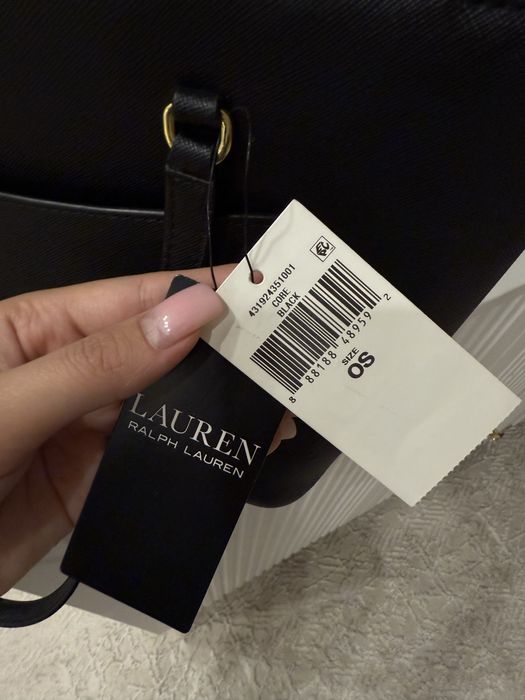 431924351001
CORE
BLACK
8 88188 48959 2
SIZE
OS
LAUREN
RALPH LAUREN